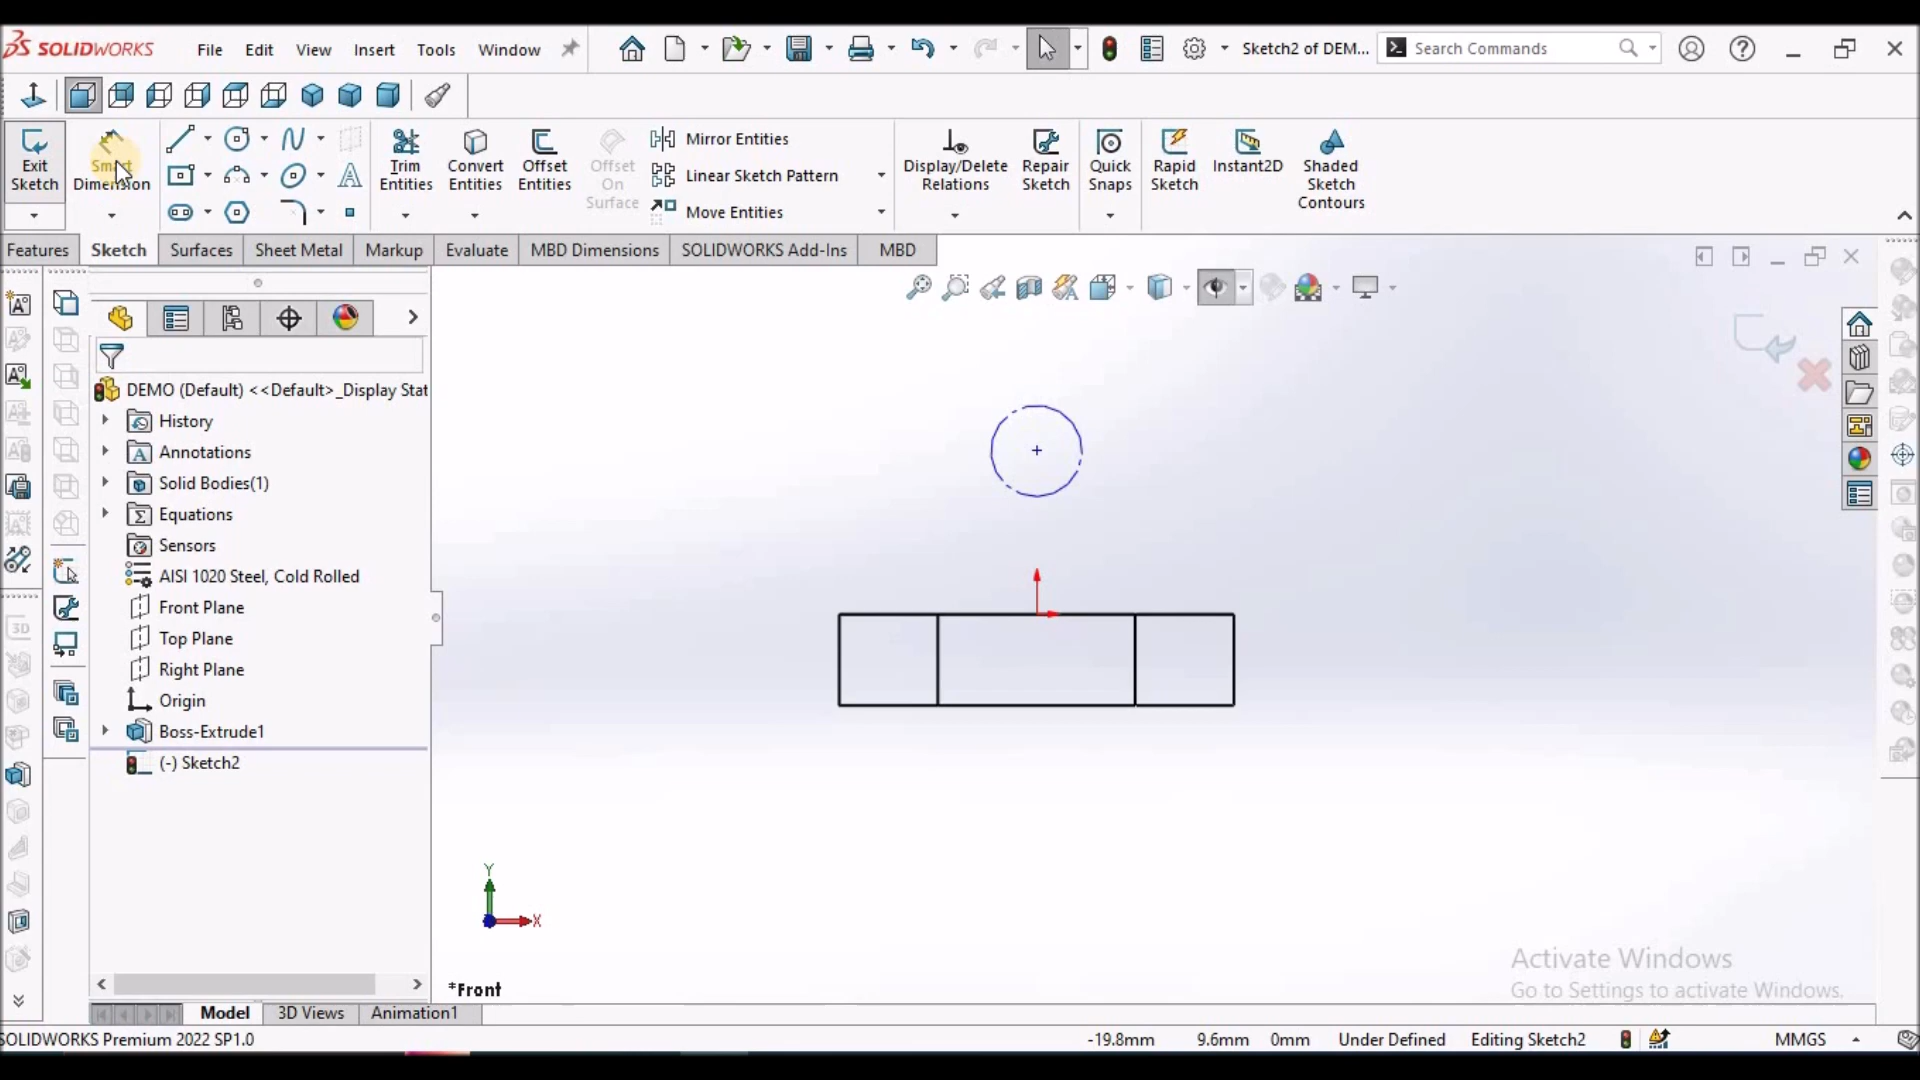 SOLIDWORKS File Edit View Insert Tools Window Sketch2 of DEM... Search Commands
Exit Sketch
Smart Dimension
Trim Entities
Convert Entities
Offset Entities
Offset On Surface
Mirror Entities
Linear Sketch Pattern
Move Entities
Display/Delete Relations
Repair Sketch
Quick Snaps
Rapid Sketch
Instant2D
Shaded Sketch Contours
Features Sketch Surfaces Sheet Metal Markup Evaluate MBD Dimensions SOLIDWORKS Add-Ins MBD
DEMO (Default) <<Default>_Display Stat
History
Annotations
Solid Bodies(1)
Equations
Sensors
AISI 1020 Steel, Cold Rolled
Front Plane
Top Plane
Right Plane
Origin
Boss-Extrude1
(-) Sketch2
Y
X
*Front
Activate Windows
Go to Settings to activate Windows.
Model 3D Views Animation1
SOLIDWORKS Premium 2022 SP1.0 -19.8mm 9.6mm 0mm Under Defined Editing Sketch2 MMGS